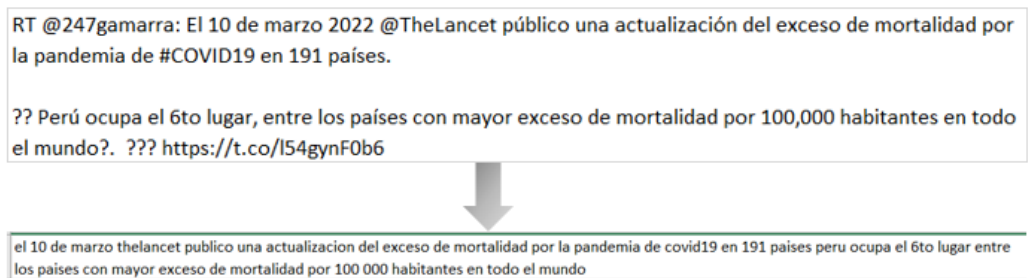 RT @247gamarra: El 10 de marzo 2022 @TheLancet público una actualización del exceso de mortalidad por
la pandemia de #COVID19 en 191 países.
?? Perú ocupa el 6to lugar, entre los países con mayor exceso de mortalidad por 100,000 habitantes en todo
el mundo?.  ??? https://t.co/l54gynF0b6
el 10 de marzo thelancet publico una actualizacion del exceso de mortalidad por la pandemia de covid19 en 191 paises peru ocupa el 6to lugar entre
los paises con mayor exceso de mortalidad por 100 000 habitantes en todo el mundo